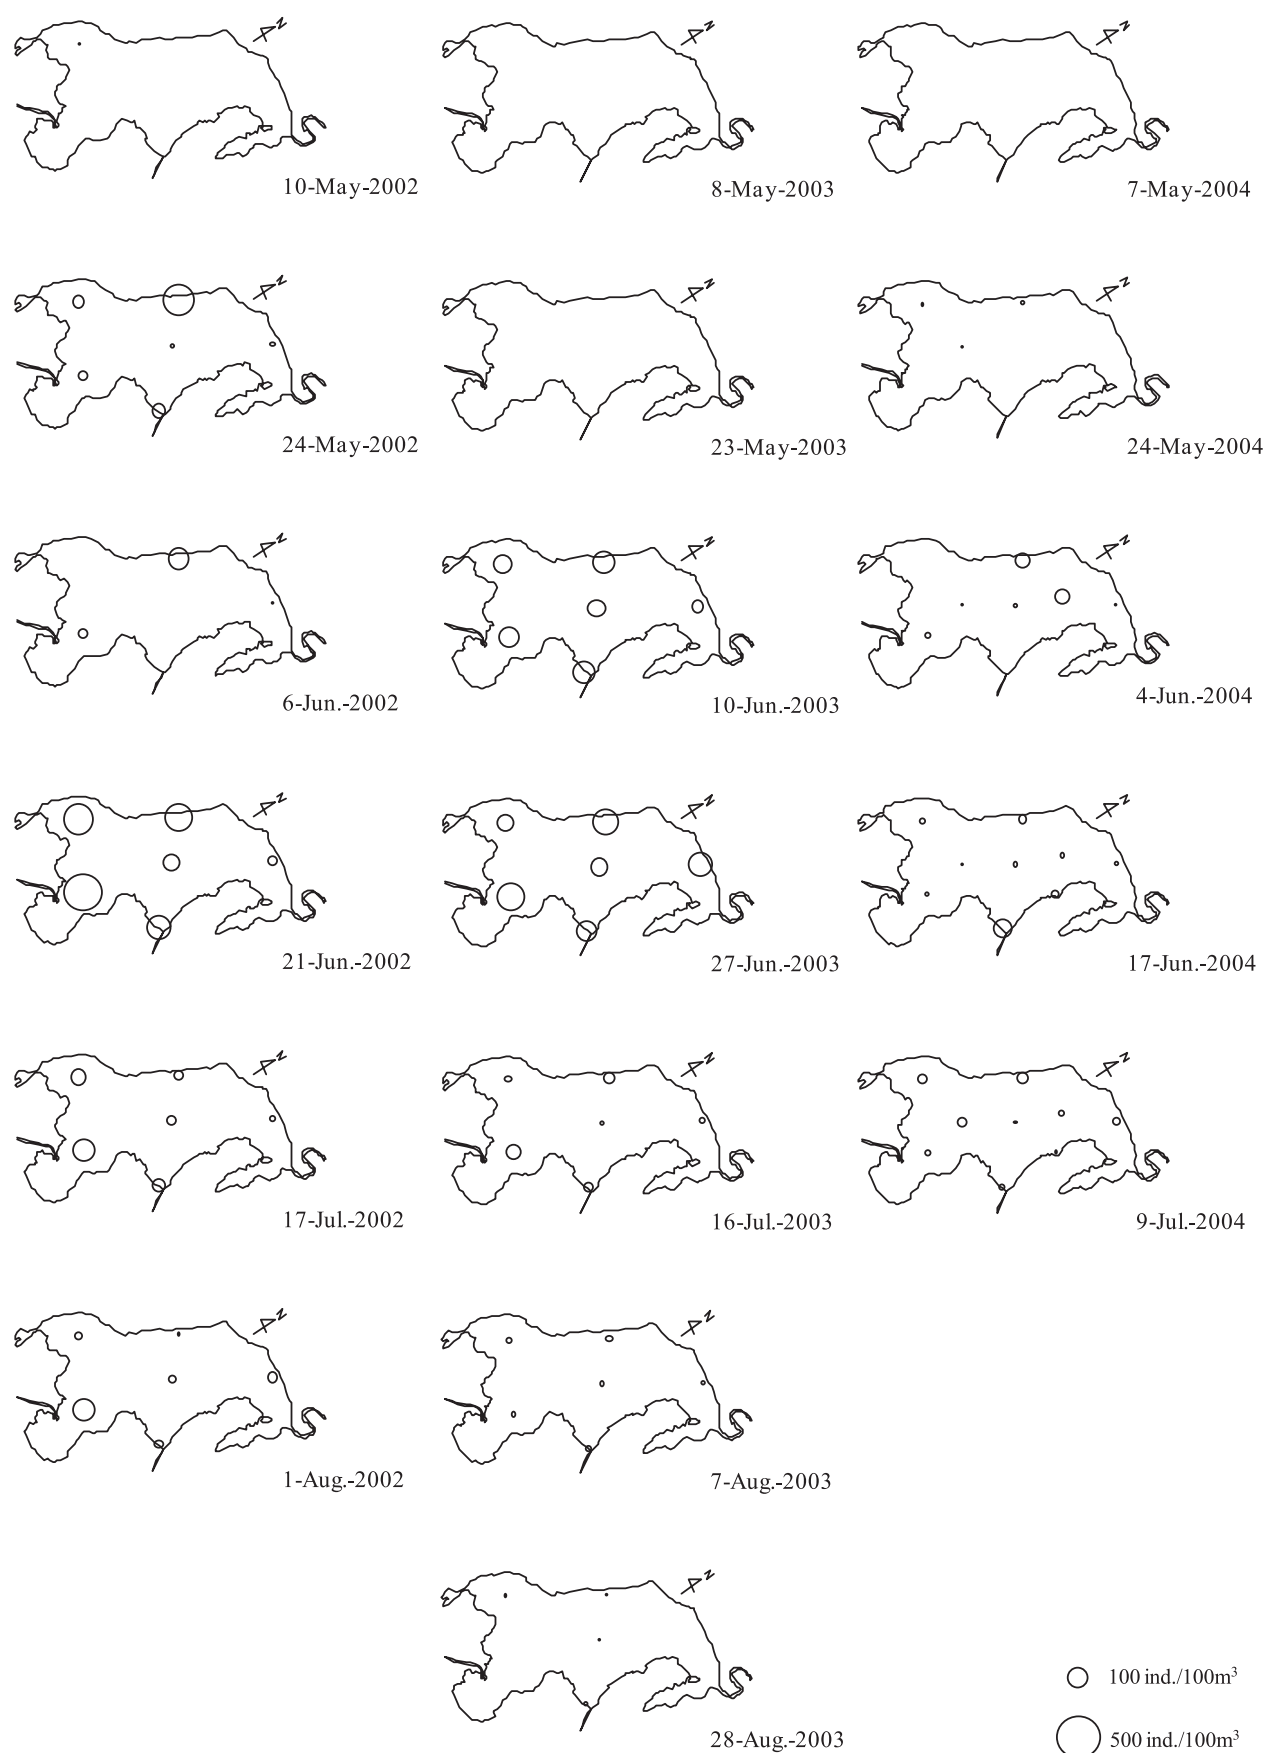 N N N
10-May-2002 8-May-2003 7-May-2004
N N N
24-May-2002 23-May-2003 24-May-2004
N N N
6-Jun.-2002 10-Jun.-2003 4-Jun.-2004
N N N
21-Jun.-2002 27-Jun.-2003 17-Jun.-2004
N N N
17-Jul.-2002 16-Jul.-2003 9-Jul.-2004
N N
1-Aug.-2002 7-Aug.-2003
N
100 ind./100m³
28-Aug.-2003 500 ind./100m³